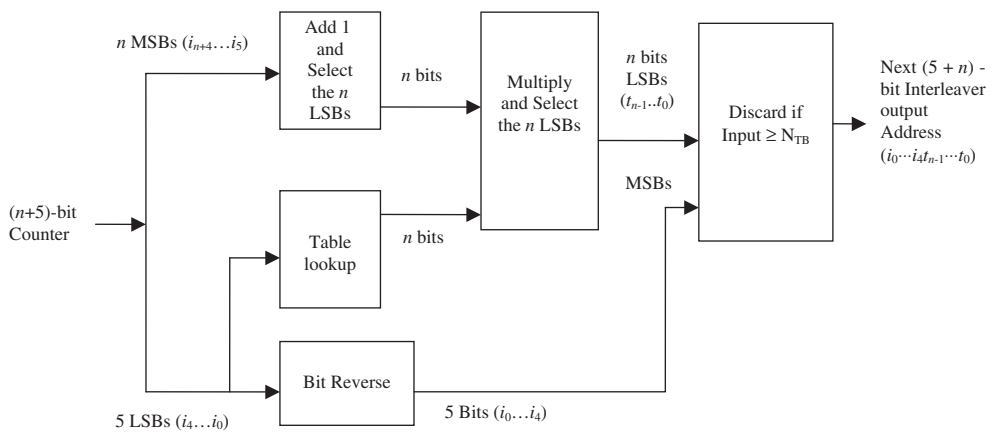 n MSBs (iₙ₊₄…i₅)
Add 1
and
Select
the n
LSBs
n bits
Multiply
and Select
the n LSBs
n bits
LSBs
(tₙ₋₁..t₀)
Discard if
Input ≥ N_TB
Next (5 + n) -
bit Interleaver
output
Address
(i₀⋯i₄tₙ₋₁⋯t₀)
MSBs
(n+5)-bit
Counter
Table
lookup
n bits
Bit Reverse
5 LSBs (i₄…i₀)
5 Bits (i₀…i₄)